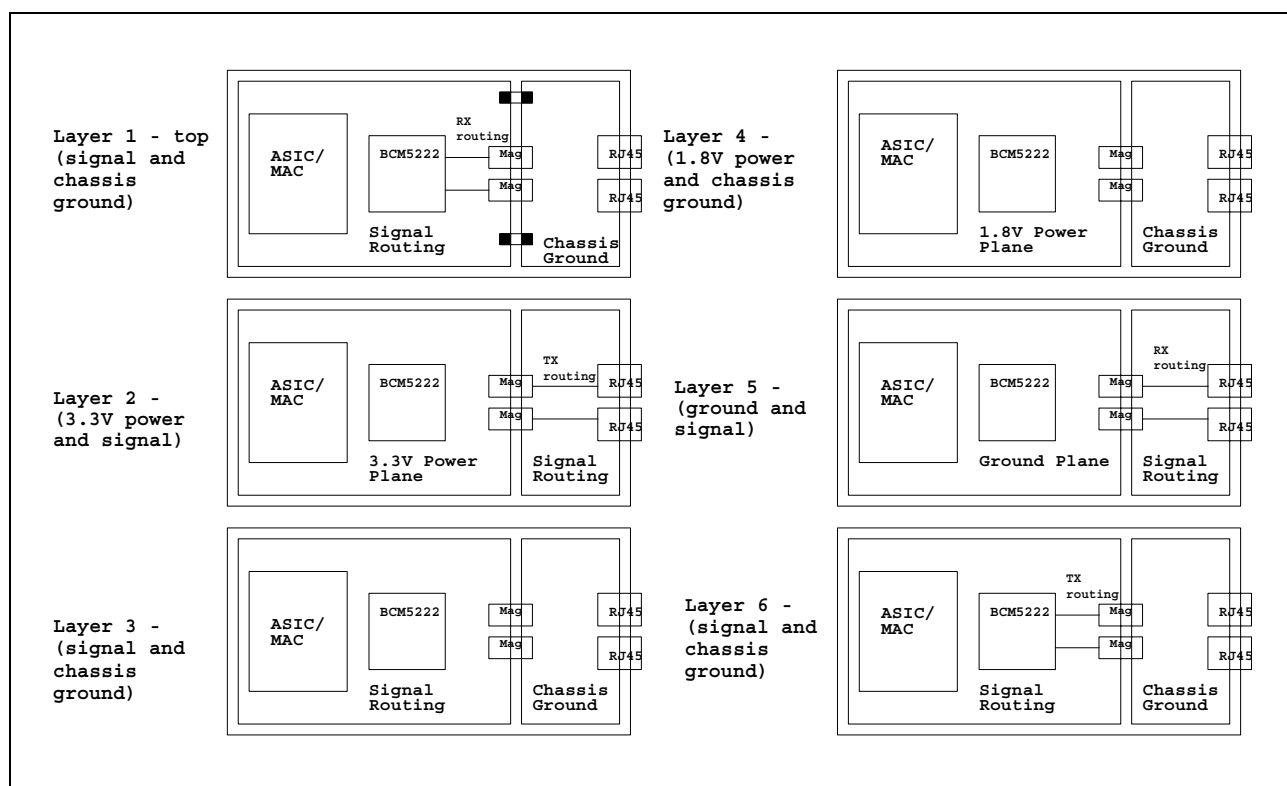 Layer 1 - top
(signal and
chassis
ground)
ASIC/
MAC
BCM5222
RX
routing
Mag
Mag
RJ45
RJ45
Signal
Routing
Chassis
Ground
Layer 4 -
(1.8V power
and chassis
ground)
ASIC/
MAC
BCM5222
Mag
Mag
RJ45
RJ45
1.8V Power
Plane
Chassis
Ground
Layer 2 -
(3.3V power
and signal)
ASIC/
MAC
BCM5222
TX
routing
Mag
Mag
RJ45
RJ45
3.3V Power
Plane
Signal
Routing
Layer 5 -
(ground and
signal)
ASIC/
MAC
BCM5222
RX
routing
Mag
Mag
RJ45
RJ45
Ground Plane
Signal
Routing
Layer 3 -
(signal and
chassis
ground)
ASIC/
MAC
BCM5222
Mag
Mag
RJ45
RJ45
Signal
Routing
Chassis
Ground
Layer 6 -
(signal and
chassis
ground)
ASIC/
MAC
BCM5222
TX
routing
Mag
Mag
RJ45
RJ45
Signal
Routing
Chassis
Ground